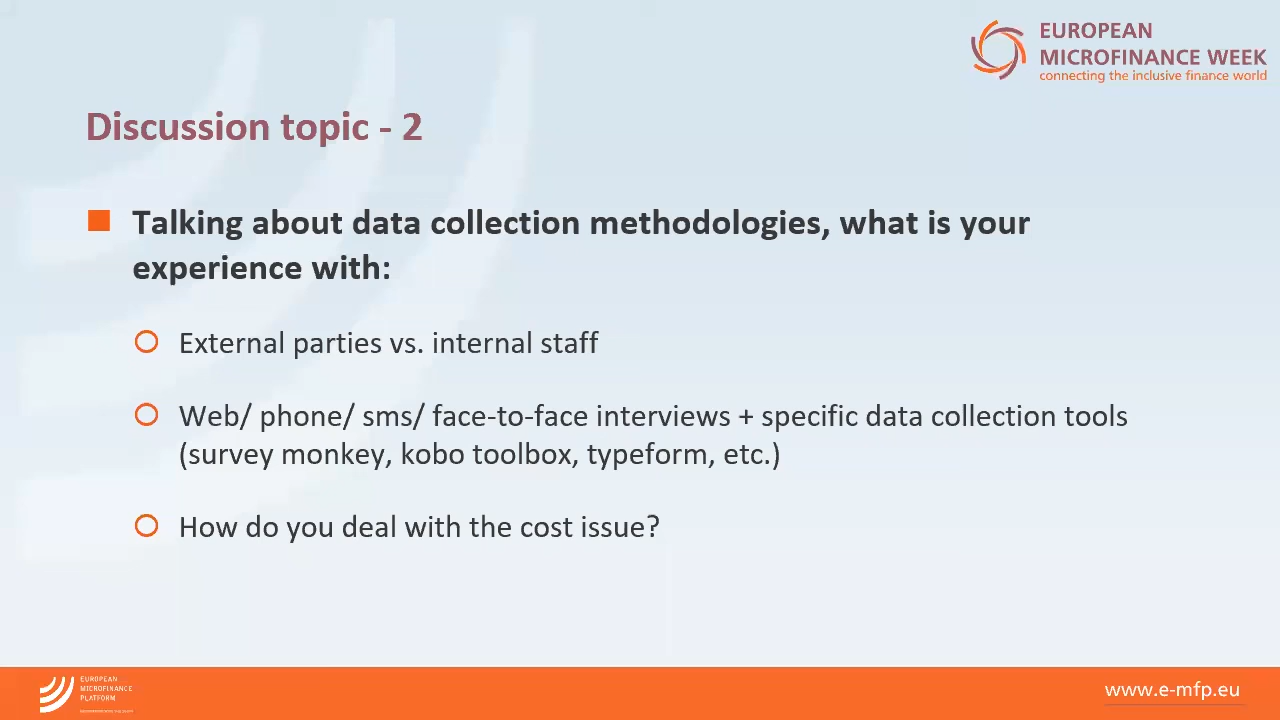 EUROPEAN
MICROFINANCE WEEK
connecting the inclusive finance world
Discussion topic - 2
Talking about data collection methodologies, what is your
experience with:
External parties vs. internal staff
Web/ phone/ sms/ face-to-face interviews + specific data collection tools
(survey monkey, kobo toolbox, typeform, etc.)
How do you deal with the cost issue?
EUROPEAN
MICROFINANCE
PLATFORM
www.e-mfp.eu